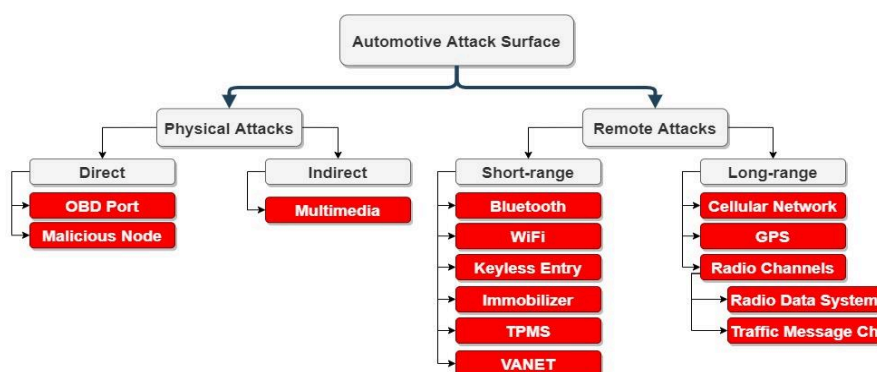 Automotive Attack Surface
Physical Attacks
Remote Attacks
Direct
Indirect
Short-range
Long-range
OBD Port
Malicious Node
Multimedia
Bluetooth
WiFi
Keyless Entry
Immobilizer
TPMS
VANET
Cellular Network
GPS
Radio Channels
Radio Data System
Traffic Message Ch